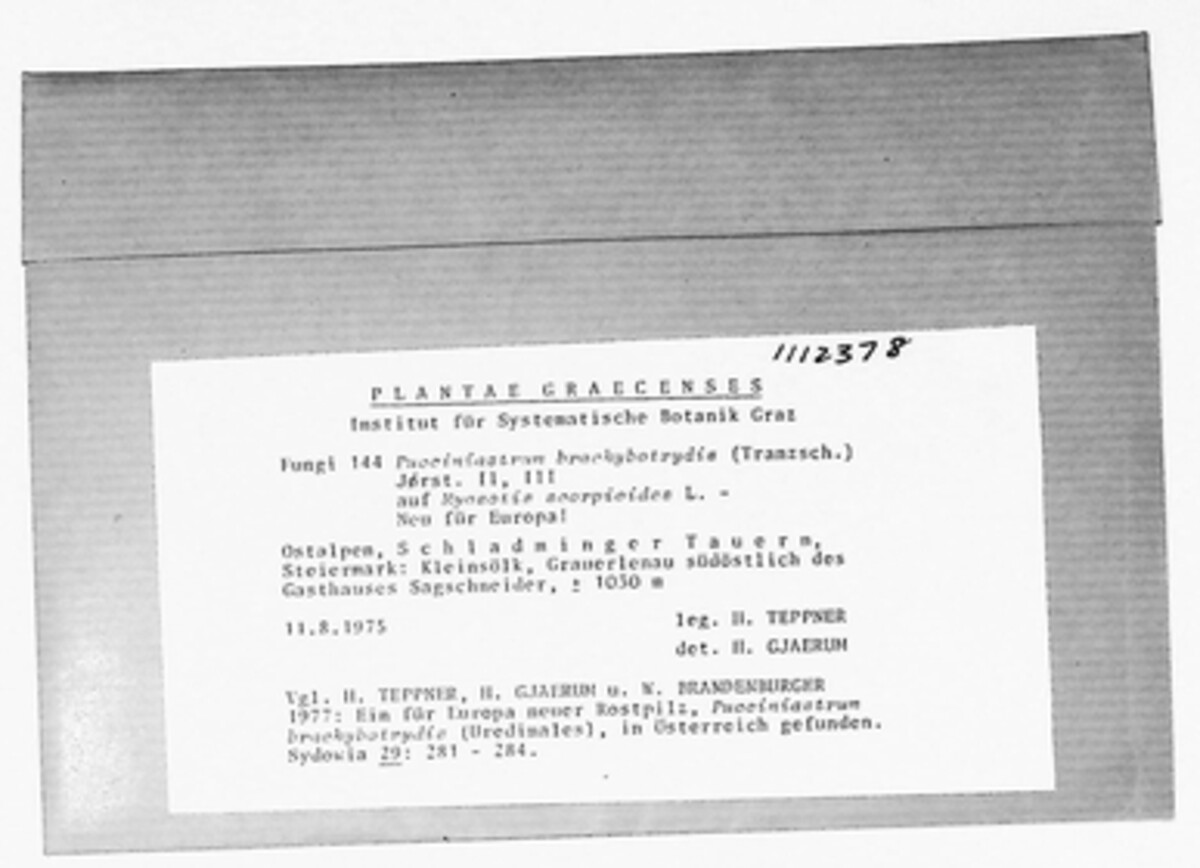 1112378
PLANTAE GRAECENSES
Institut für Systematische Botanik Graz
Fungi 144 Pucciniastrum brachybotrydis (Tranzsch.)
Jørst. II, III
auf Myosotis scorpioides L. -
Neu für Europa!
Ostalpen, Schladminger Tauern,
Steiermark: Kleinsölk, Grauerlenau südöstlich des
Gasthauses Sagschneider, ± 1030 m
11.8.1975
leg. H. TEPPNER
det. H. GJAERUM
Vgl. H. TEPPNER, H. GJAERUM u. W. BRANDENBURGER
1977: Ein für Europa neuer Rostpilz, Pucciniastrum
brachybotrydis (Uredinales), in Österreich gefunden.
Sydowia 29: 281 - 284.